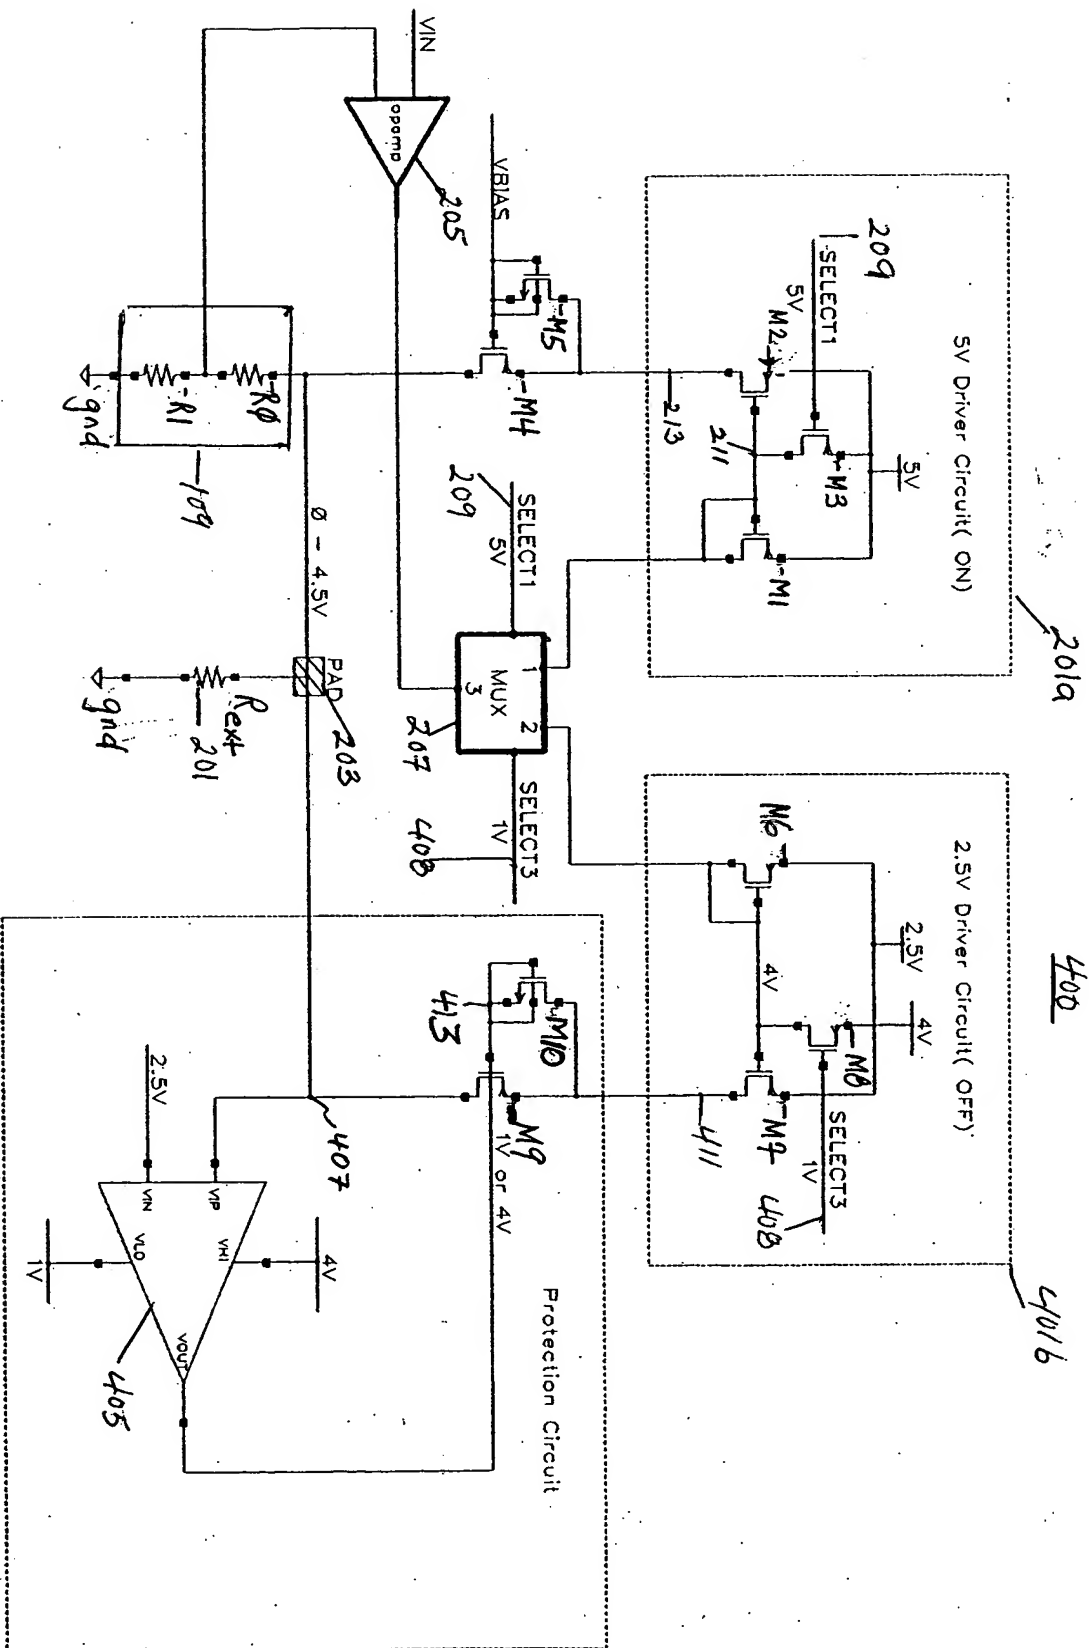 400
5V Driver Circuit( ON)
201a
5V
209
SELECT1
5V
M2
M3
M1
211
213
2.5V Driver Circuit( OFF)
401b
2.5V
4V
M6
4V
M8
M7
SELECT3
1V
408
411
VIN
opamp
205
VBIAS
M5
M4
SELECT1
5V
209
MUX
1
2
3
207
SELECT3
1V
408
RØ
R1
gnd
109
Ø - 4.5V
PAD
203
Rext
201
gnd
Protection Circuit
M10
413
M9
1V or 4V
407
2.5V
VIN
VIP
VLO
VHI
1V
4V
VOUT
405